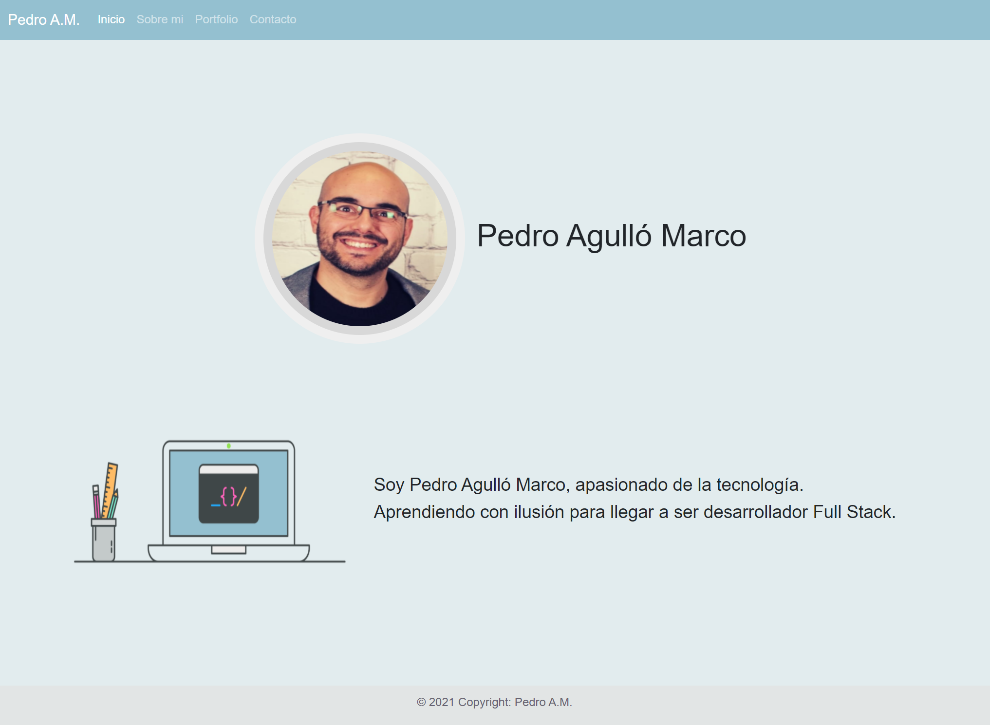 Pedro A.M. Inicio Sobre mi Portfolio Contacto
Pedro Agulló Marco
_{}/
Soy Pedro Agulló Marco, apasionado de la tecnología.
Aprendiendo con ilusión para llegar a ser desarrollador Full Stack.
© 2021 Copyright: Pedro A.M.